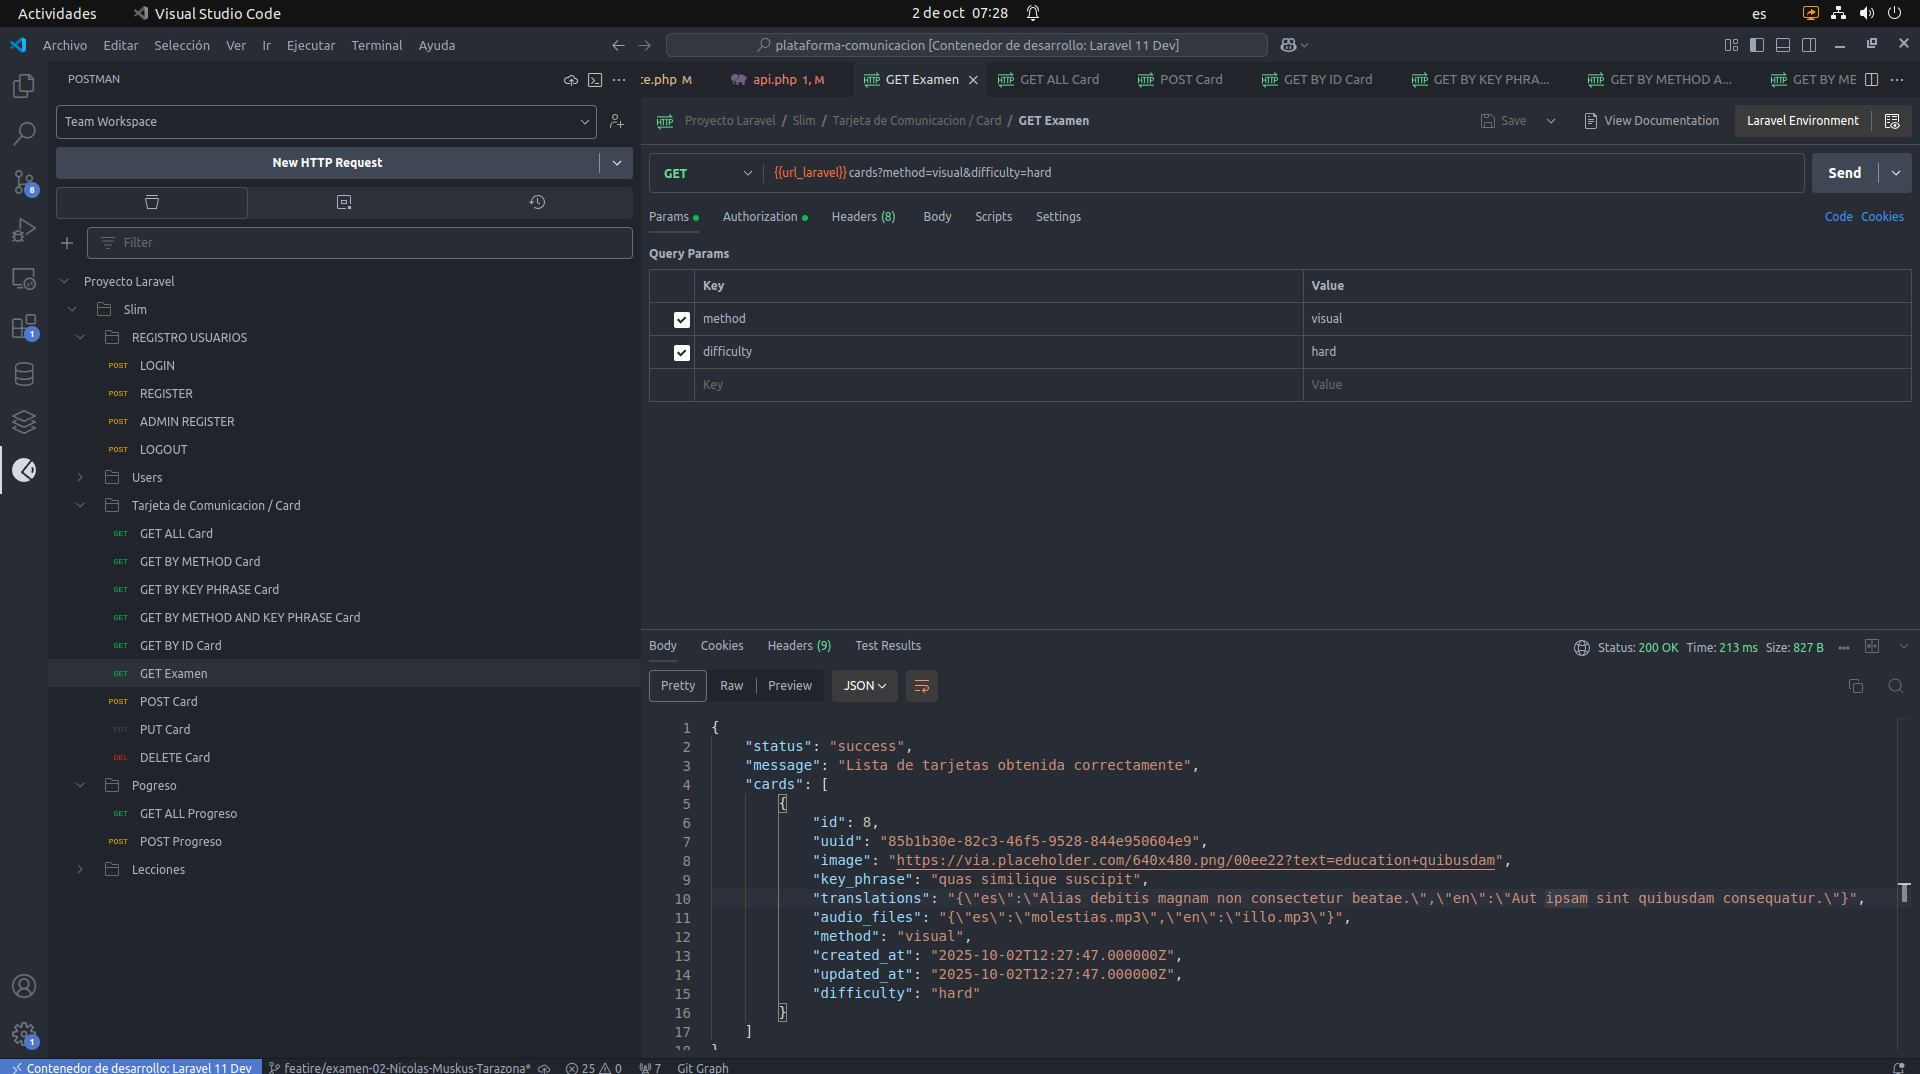 Actividades
Visual Studio Code
2 de oct 07:28
es
Archivo
Editar
Selección
Ver
Ir
Ejecutar
Terminal
Ayuda
plataforma-comunicacion [Contenedor de desarrollo: Laravel 11 Dev]
POSTMAN
te.php M
api.php 1, M
GET Examen
GET ALL Card
POST Card
GET BY ID Card
GET BY KEY PHRA...
GET BY METHOD A...
GET BY ME
Team Workspace
New HTTP Request
Filter
Proyecto Laravel
Slim
REGISTRO USUARIOS
POST LOGIN
POST REGISTER
POST ADMIN REGISTER
POST LOGOUT
Users
Tarjeta de Comunicacion / Card
GET GET ALL Card
GET GET BY METHOD Card
GET GET BY KEY PHRASE Card
GET GET BY METHOD AND KEY PHRASE Card
GET GET BY ID Card
GET GET Examen
POST POST Card
PUT PUT Card
DEL DELETE Card
Pogreso
GET GET ALL Progreso
POST POST Progreso
Lecciones
8
1
1
HTTP Proyecto Laravel / Slim / Tarjeta de Comunicacion / Card / GET Examen
Save
View Documentation
Laravel Environment
GET
{{url_laravel}}cards?method=visual&difficulty=hard
Send
Params
Authorization
Headers (8)
Body
Scripts
Settings
Code
Cookies
Query Params
Key Value
method visual
difficulty hard
Key Value
Body
Cookies
Headers (9)
Test Results
Status: 200 OK Time: 213 ms Size: 827 B
Pretty
Raw
Preview
JSON
1 {
2 "status": "success",
3 "message": "Lista de tarjetas obtenida correctamente",
4 "cards": [
5 {
6 "id": 8,
7 "uuid": "85b1b30e-82c3-46f5-9528-844e950604e9",
8 "image": "https://via.placeholder.com/640x480.png/00ee22?text=education+quibusdam",
9 "key_phrase": "quas similique suscipit",
10 "translations": "{\"es\":\"Alias debitis magnam non consectetur beatae.\",\"en\":\"Aut ipsam sint quibusdam consequatur.\"}",
11 "audio_files": "{\"es\":\"molestias.mp3\",\"en\":\"illo.mp3\"}",
12 "method": "visual",
13 "created_at": "2025-10-02T12:27:47.000000Z",
14 "updated_at": "2025-10-02T12:27:47.000000Z",
15 "difficulty": "hard"
16 }
17 ]
18 }
Contenedor de desarrollo: Laravel 11 Dev
featire/examen-02-Nicolas-Muskus-Tarazona*
25
0
7
Git Graph